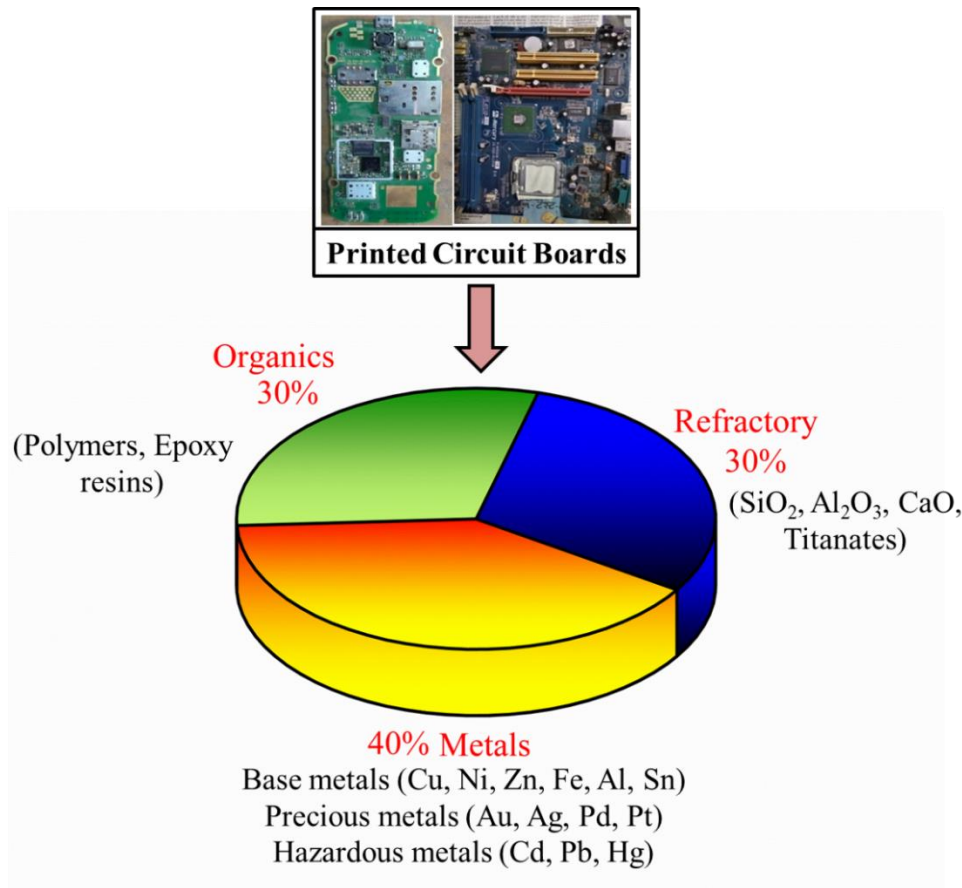 Printed Circuit Boards
Organics
30%
(Polymers, Epoxy
resins)
Refractory
30%
(SiO₂, Al₂O₃, CaO,
Titanates)
40% Metals
Base metals (Cu, Ni, Zn, Fe, Al, Sn)
Precious metals (Au, Ag, Pd, Pt)
Hazardous metals (Cd, Pb, Hg)